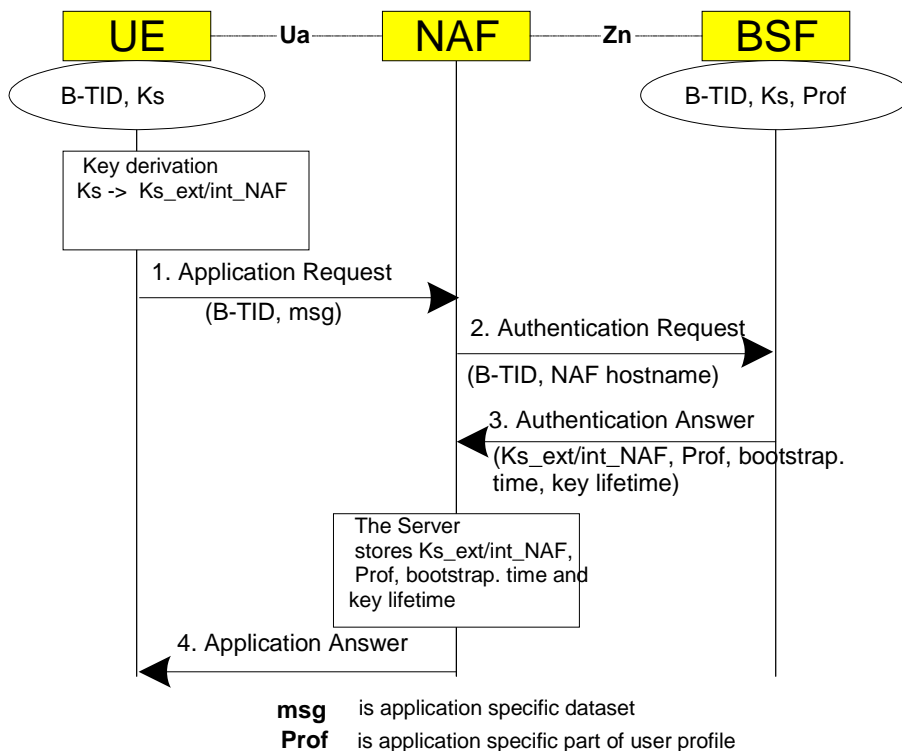 UE Ua NAF Zn BSF
B-TID, Ks
B-TID, Ks, Prof
Key derivation
Ks -> Ks_ext/int_NAF
1. Application Request
(B-TID, msg)
2. Authentication Request
(B-TID, NAF hostname)
3. Authentication Answer
(Ks_ext/int_NAF, Prof, bootstrap.
time, key lifetime)
The Server
stores Ks_ext/int_NAF,
Prof, bootstrap. time and
key lifetime
4. Application Answer
msg is application specific dataset
Prof is application specific part of user profile